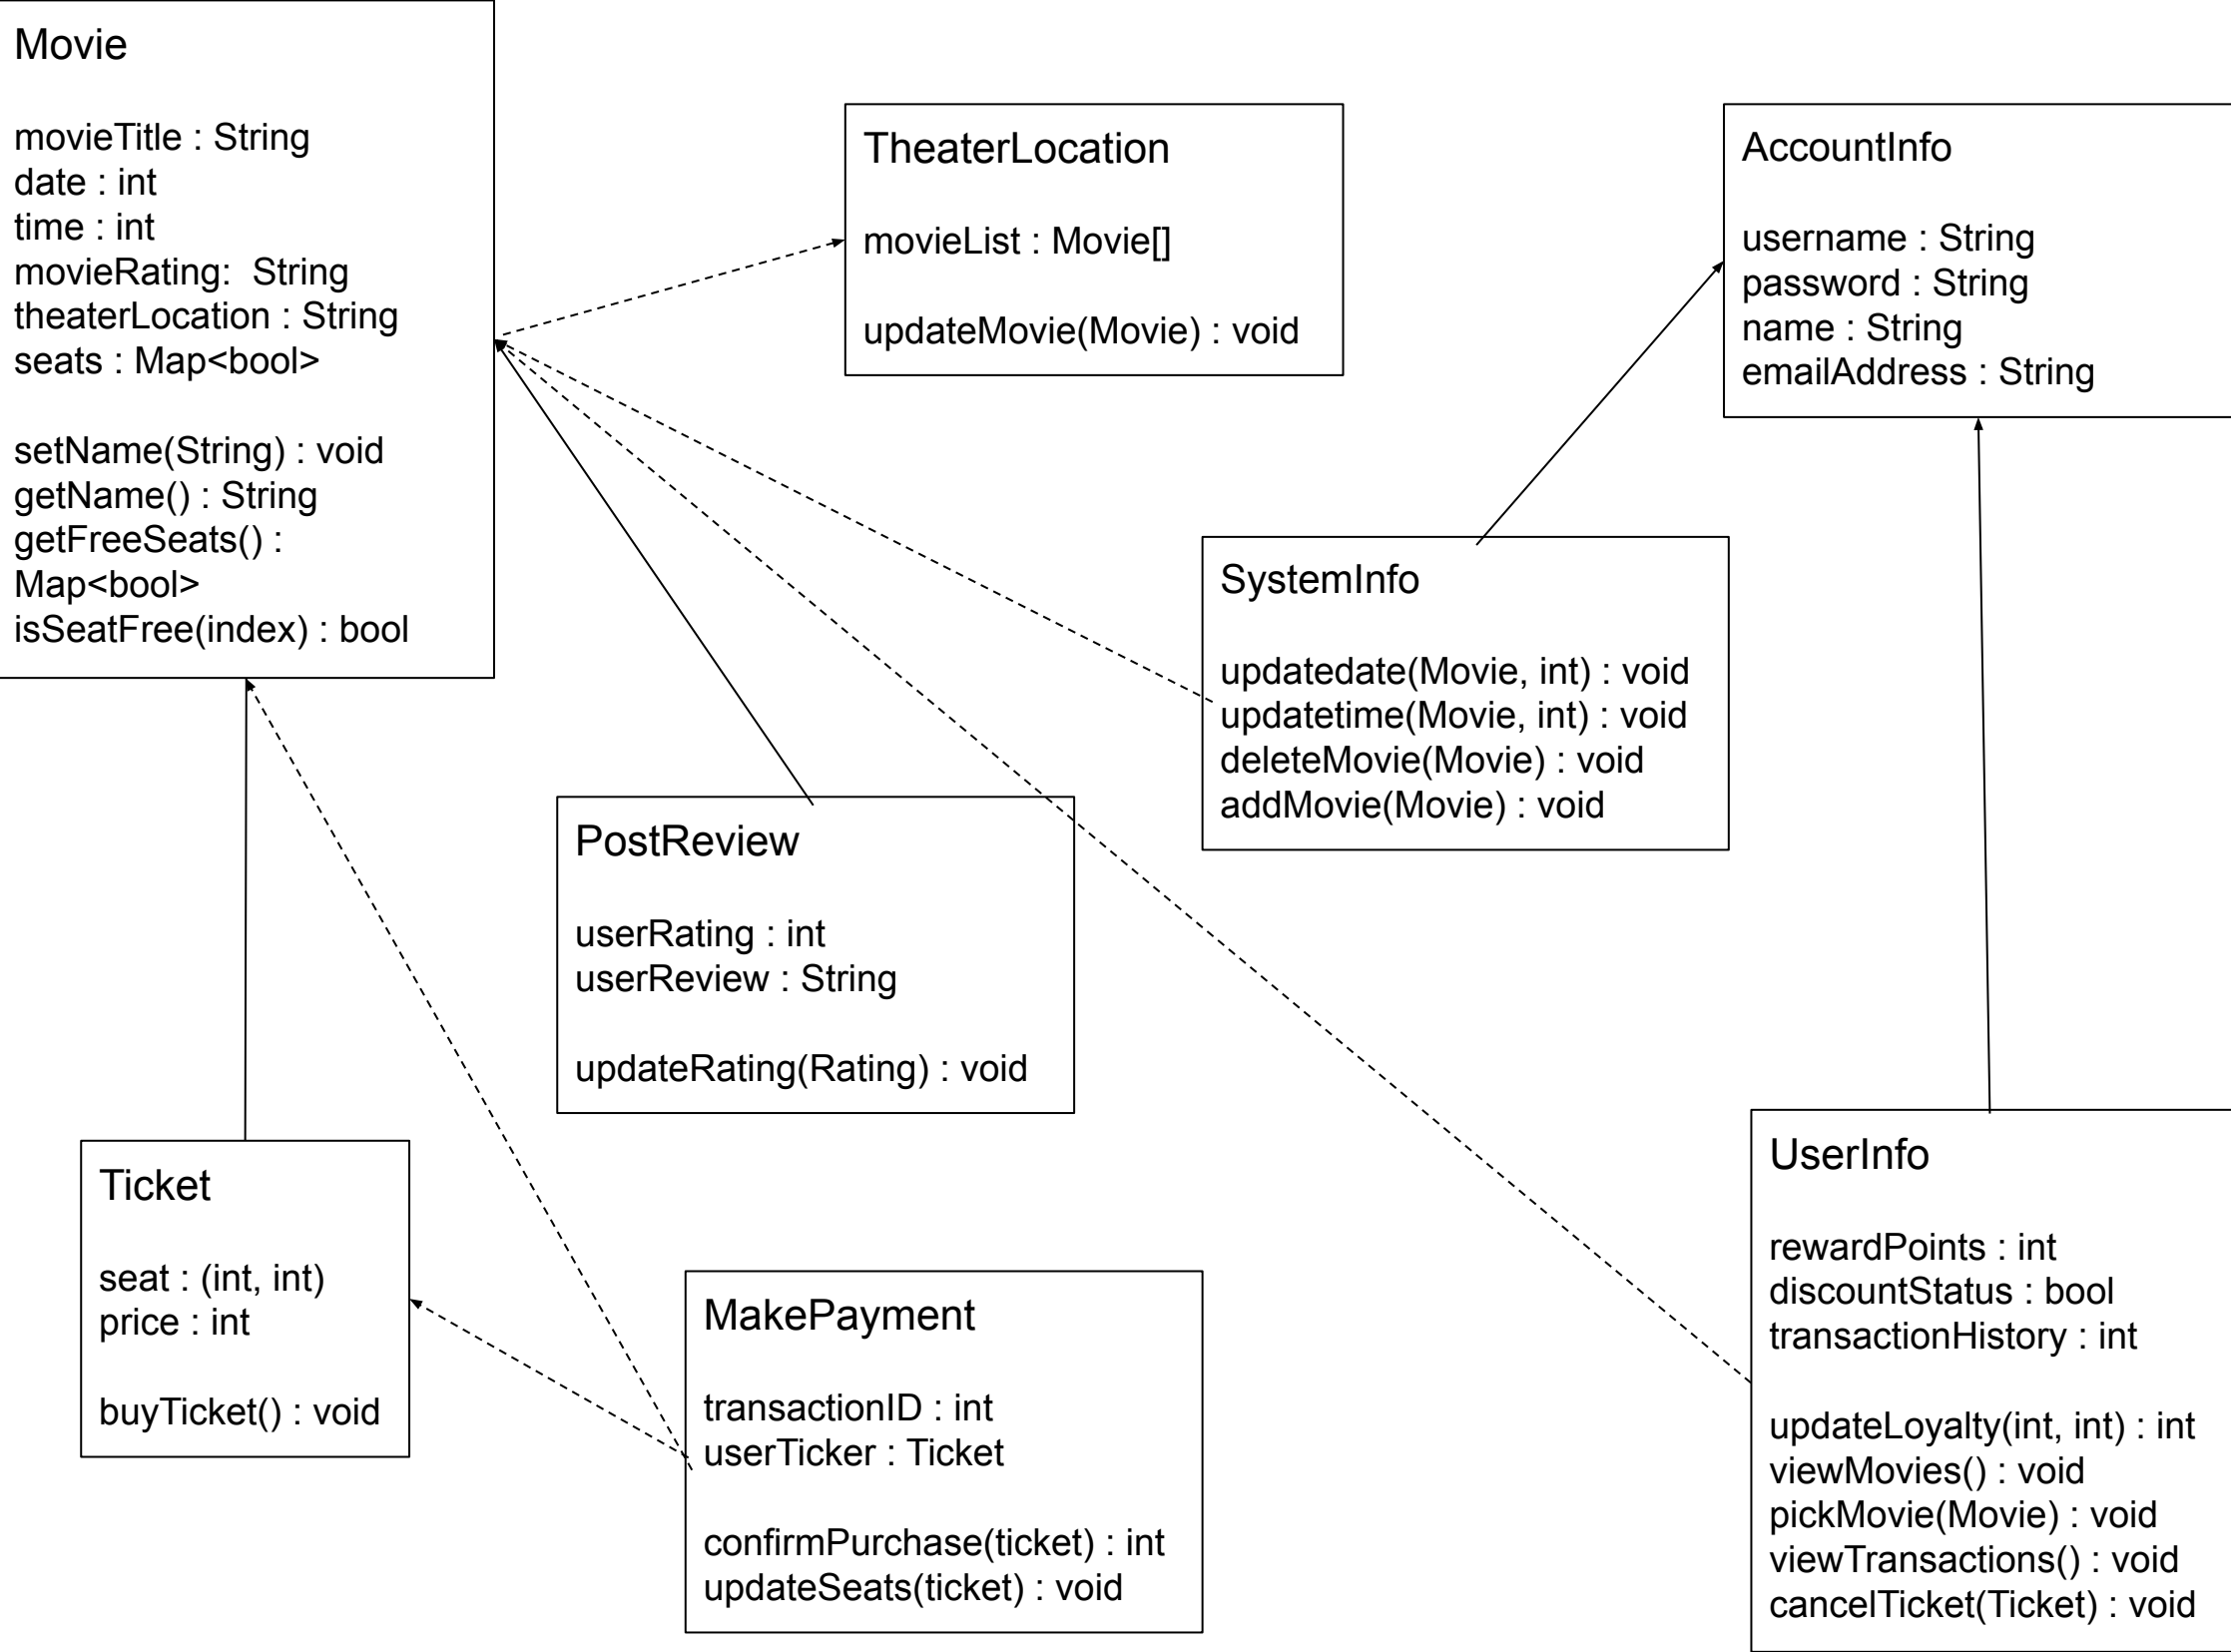 Movie
movieTitle : String
date : int
time : int
movieRating:  String
theaterLocation : String
seats : Map<bool>
setName(String) : void
getName() : String
getFreeSeats() :
Map<bool>
isSeatFree(index) : bool
TheaterLocation
movieList : Movie[]
updateMovie(Movie) : void
AccountInfo
username : String
password : String
name : String
emailAddress : String
SystemInfo
updatedate(Movie, int) : void
updatetime(Movie, int) : void
deleteMovie(Movie) : void
addMovie(Movie) : void
PostReview
userRating : int
userReview : String
updateRating(Rating) : void
Ticket
seat : (int, int)
price : int
buyTicket() : void
MakePayment
transactionID : int
userTicker : Ticket
confirmPurchase(ticket) : int
updateSeats(ticket) : void
UserInfo
rewardPoints : int
discountStatus : bool
transactionHistory : int
updateLoyalty(int, int) : int
viewMovies() : void
pickMovie(Movie) : void
viewTransactions() : void
cancelTicket(Ticket) : void